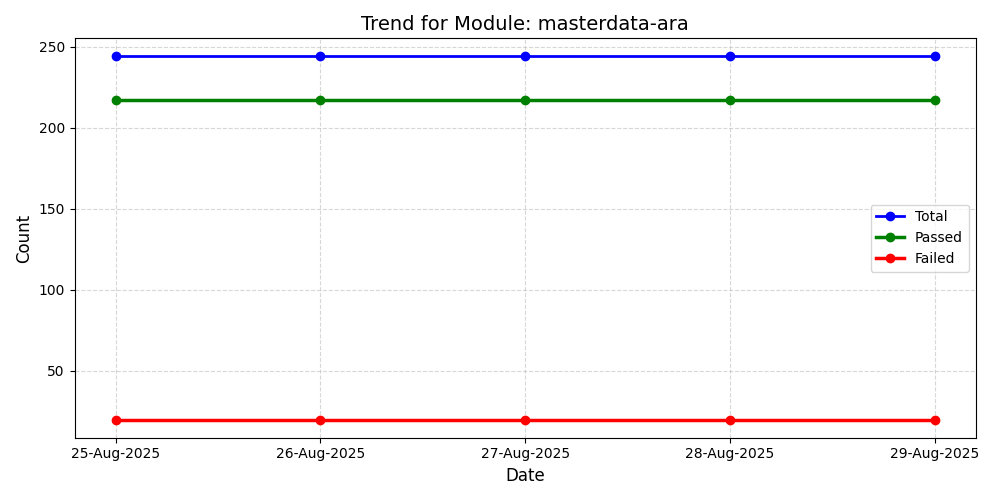 Trend for Module: masterdata-ara
250
200
150
100
50
Count
Total
Passed
Failed
25-Aug-2025
26-Aug-2025
27-Aug-2025
28-Aug-2025
29-Aug-2025
Date